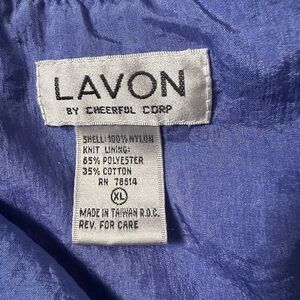 LAVON
BY CHEERFUL CORP
SHELL: 100% NYLON
KNIT LINING:
65% POLYESTER
35% COTTON
RN 78614
XL
MADE IN TAIWAN R.O.C.
REV. FOR CARE